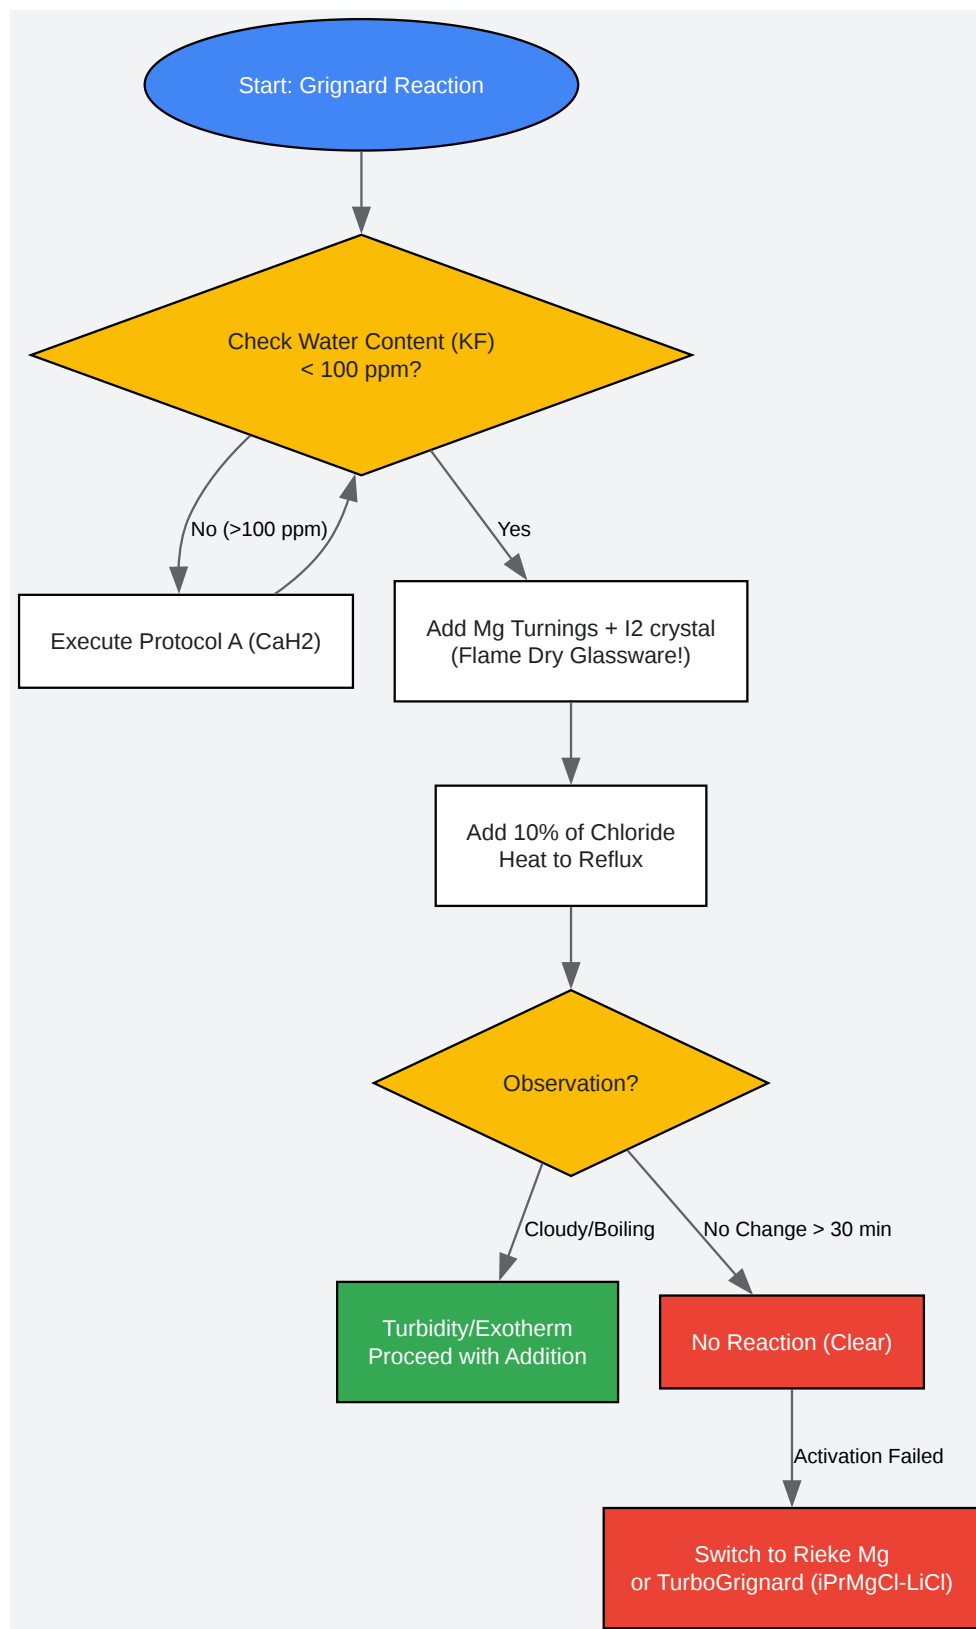 Start: Grignard Reaction
Check Water Content (KF)
< 100 ppm?
No (>100 ppm)
Yes
Execute Protocol A (CaH2)
Add Mg Turnings + I2 crystal
(Flame Dry Glassware!)
Add 10% of Chloride
Heat to Reflux
Observation?
Cloudy/Boiling
No Change > 30 min
Turbidity/Exotherm
Proceed with Addition
No Reaction (Clear)
Activation Failed
Switch to Rieke Mg
or TurboGrignard (iPrMgCl-LiCl)